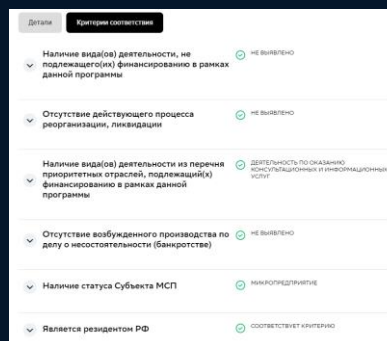 Детали
Критерии соответствия
Наличие вида(ов) деятельности, не
подлежащего(их) финансированию в рамках
данной программы
НЕ ВЫЯВЛЕНО
Отсутствие действующего процесса
реорганизации, ликвидации
НЕ ВЫЯВЛЕНО
Наличие вида(ов) деятельности из перечня
приоритетных отраслей, подлежащий(х)
финансированию в рамках данной
программы
ДЕЯТЕЛЬНОСТЬ ПО ОКАЗАНИЮ
КОНСУЛЬТАЦИОННЫХ И ИНФОРМАЦИОННЫХ
УСЛУГ
Отсутствие возбужденного производства по
делу о несостоятельности (банкротстве)
НЕ ВЫЯВЛЕНО
Наличие статуса Субъекта МСП
МИКРОПРЕДПРИЯТИЕ
Является резидентом РФ
СООТВЕТСТВУЕТ КРИТЕРИЮ